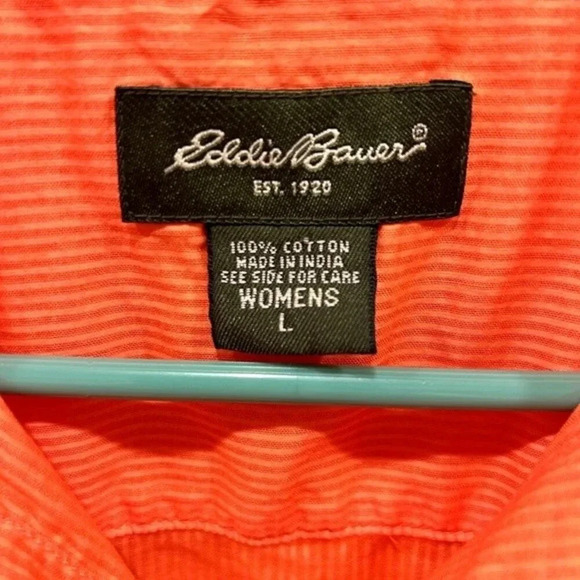 Eddie Bauer®
EST. 1920
100% COTTON
MADE IN INDIA
SEE SIDE FOR CARE
WOMENS
L